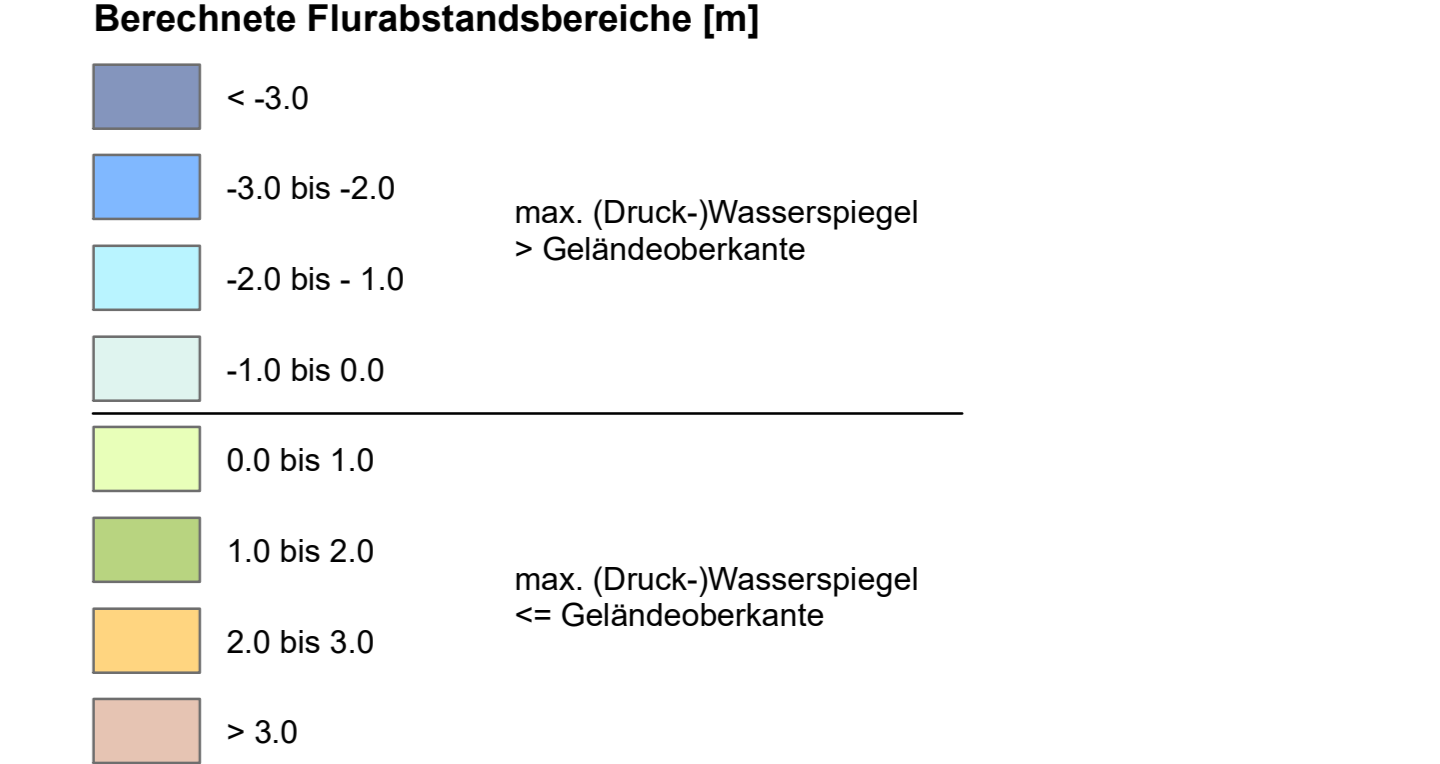 Berechnete Flurabstandsbereiche [m]
< -3.0
-3.0 bis -2.0
max. (Druck-)Wasserspiegel
> Geländeoberkante
-2.0 bis - 1.0
-1.0 bis 0.0
0.0 bis 1.0
1.0 bis 2.0
max. (Druck-)Wasserspiegel
<= Geländeoberkante
2.0 bis 3.0
> 3.0